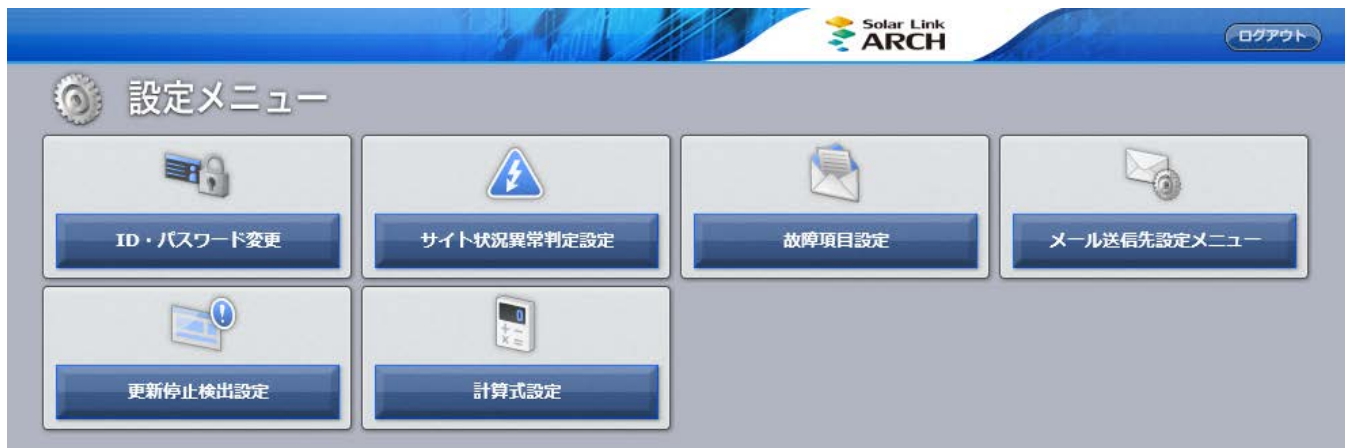 Solar Link
ARCH
ログアウト
設定メニュー
ID・パスワード変更
サイト状況異常判定設定
故障項目設定
メール送信先設定メニュー
更新停止検出設定
0
+ -
× =
計算式設定